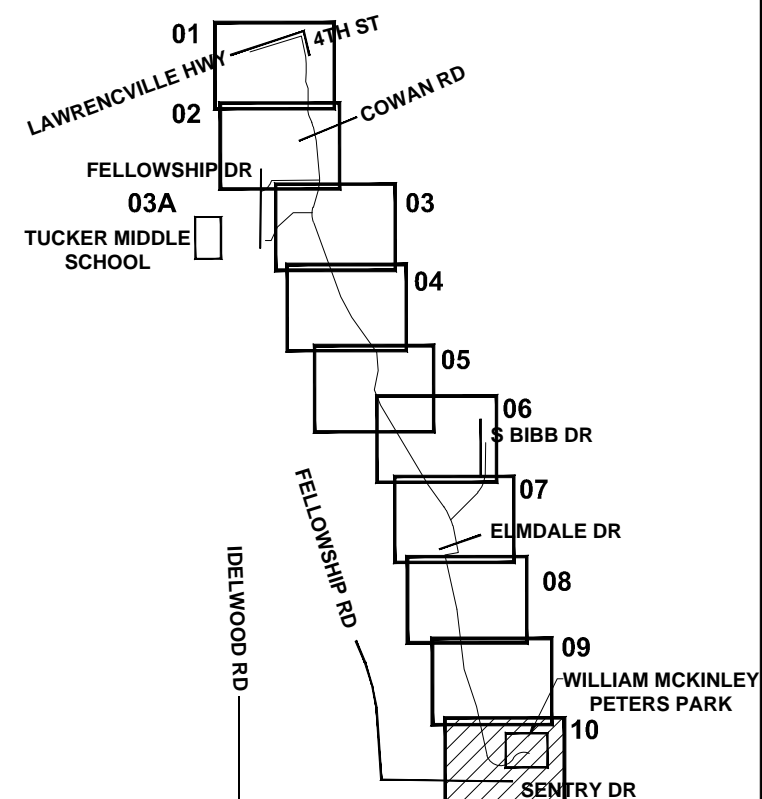 01
4TH ST
LAWRENCVILLE HWY
02
COWAN RD
FELLOWSHIP DR
03A
03
TUCKER MIDDLE
SCHOOL
04
05
06
S BIBB DR
07
FELLOWSHIP RD
ELMDALE DR
IDELWOOD RD
08
09
WILLIAM MCKINLEY
PETERS PARK
10
SENTRY DR